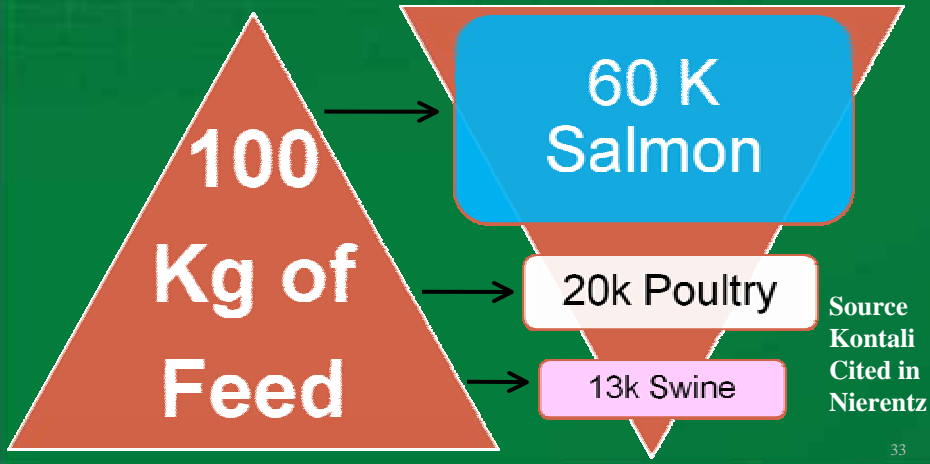 100
Kg of
Feed
60 K
Salmon
20k Poultry
13k Swine
Source
Kontali
Cited in
Nierentz
33